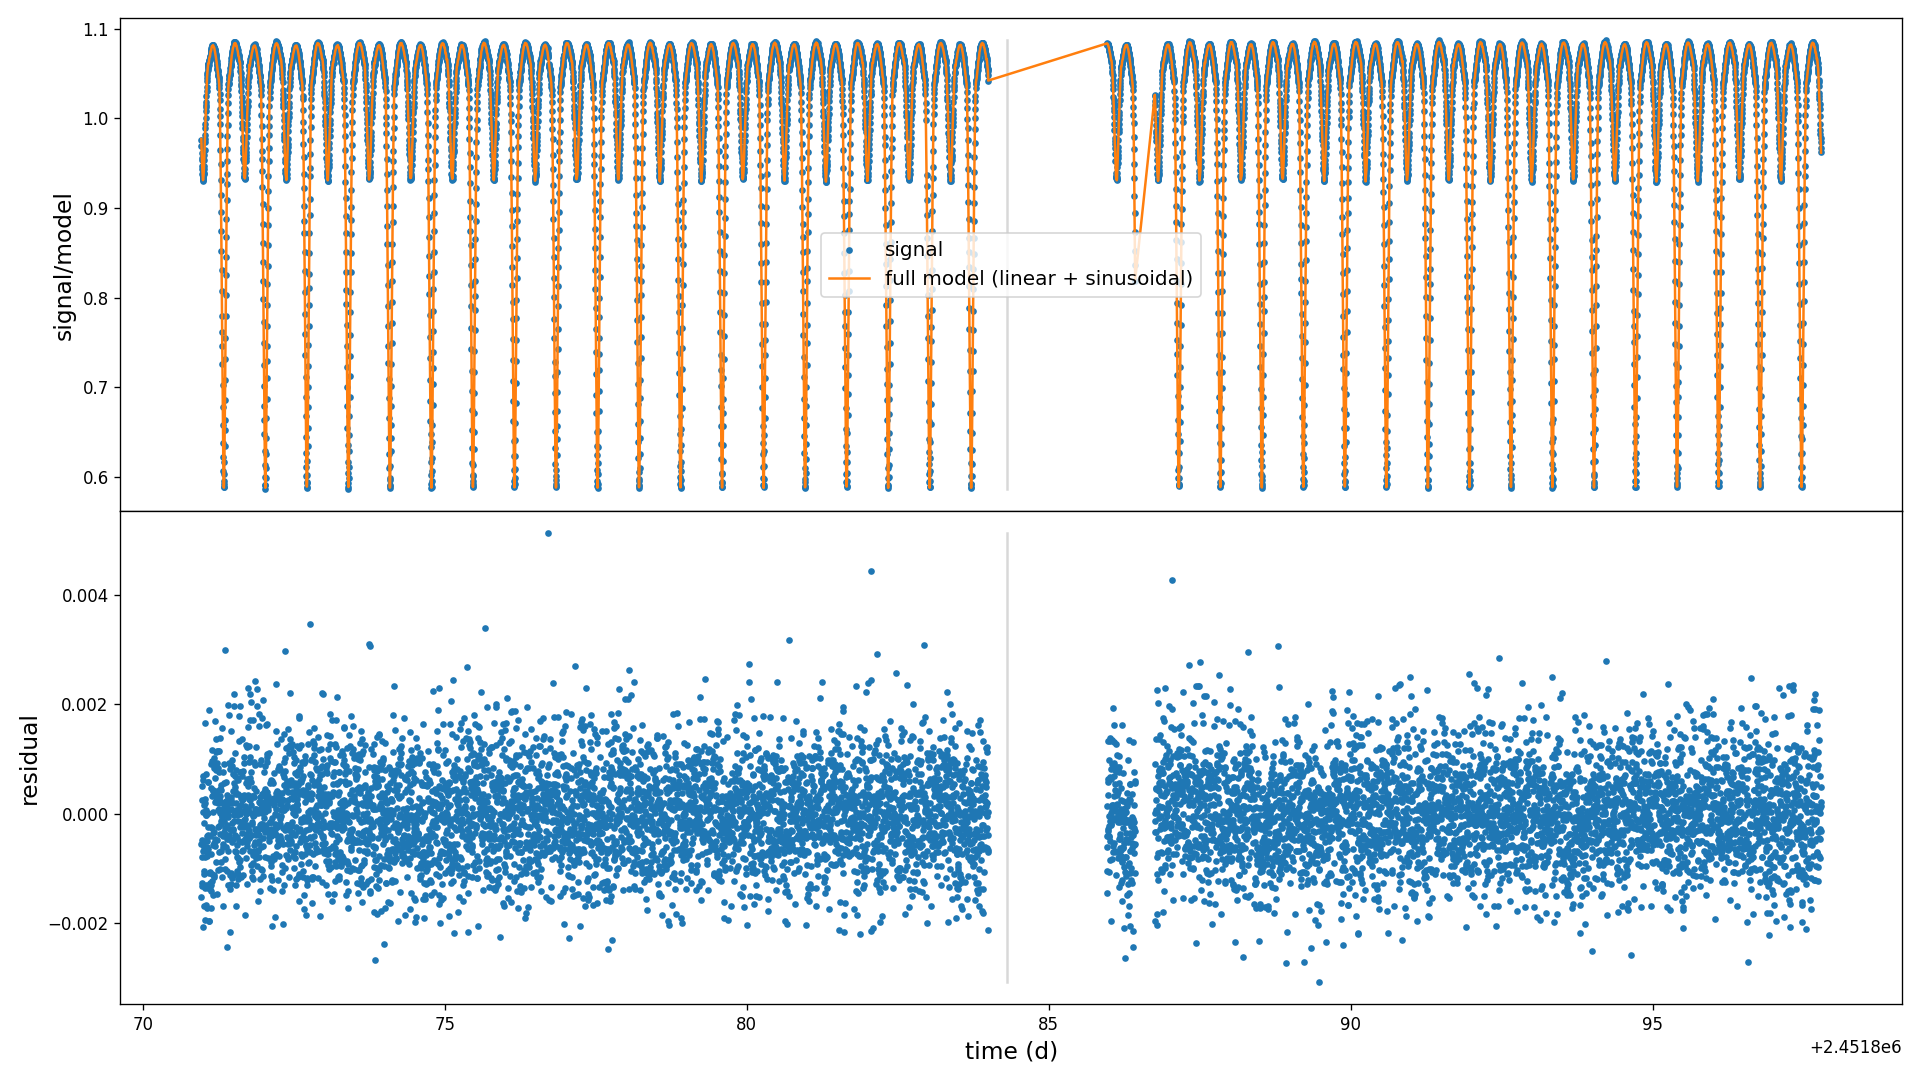 1.1
1.0
0.9
0.8
0.7
0.6
signal/model
signal
full model (linear + sinusoidal)
0.004
0.002
0.000
−0.002
residual
70
75
80
85
90
95
time (d)
+2.4518e6